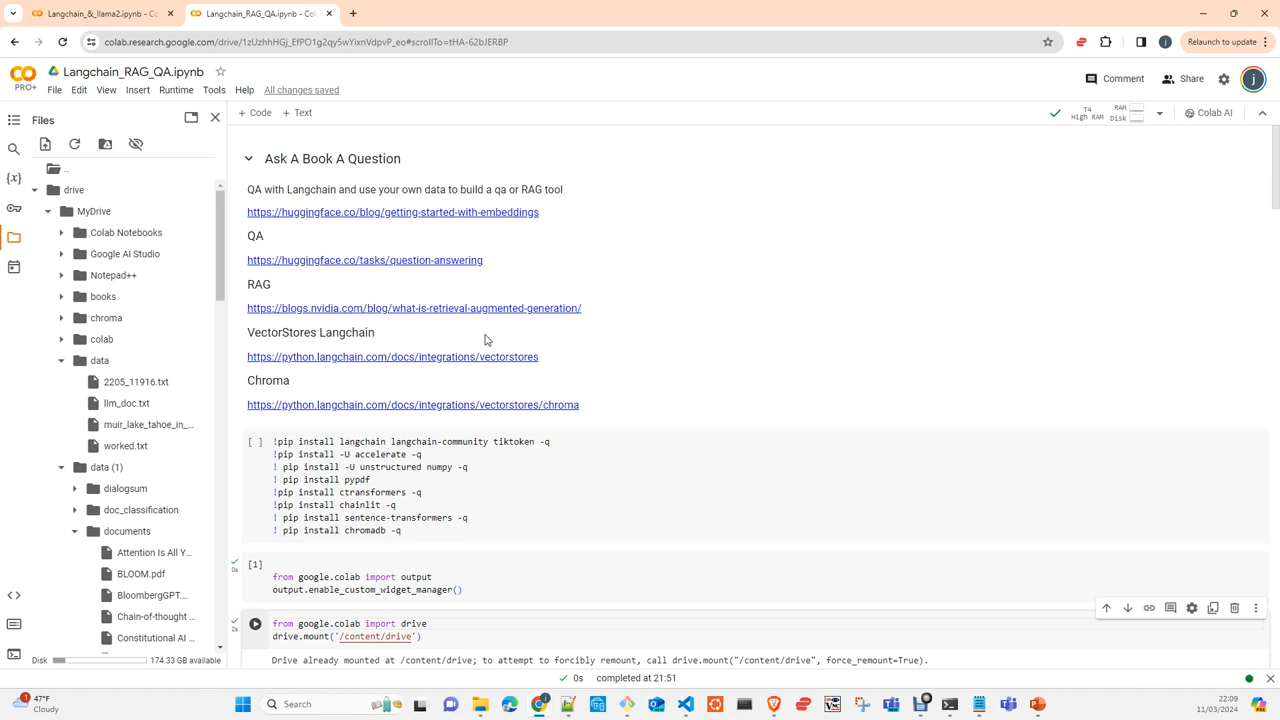 Langchain_&_llama2.ipynb - Co
Langchain_RAG_QA.ipynb - Col
colab.research.google.com/drive/1zUzhhHGj_EfPO1g2qy5wYixnVdpvP_eo#scrollTo=tHA-62bJERBP
Relaunch to update
PRO+
Langchain_RAG_QA.ipynb
File Edit View Insert Runtime Tools Help All changes saved
Comment
Share
j
Files
+ Code + Text
T4
High RAM
RAM
Disk
Colab AI
..
drive
MyDrive
Colab Notebooks
Google AI Studio
Notepad++
books
chroma
colab
data
2205_11916.txt
llm_doc.txt
muir_lake_tahoe_in_...
worked.txt
data (1)
dialogsum
doc_classification
documents
Attention Is All Y...
BLOOM.pdf
BloombergGPT....
Chain-of-thought ...
Constitutional AI ...
Disk
174.33 GB available
Ask A Book A Question
QA with Langchain and use your own data to build a qa or RAG tool
https://huggingface.co/blog/getting-started-with-embeddings
QA
https://huggingface.co/tasks/question-answering
RAG
https://blogs.nvidia.com/blog/what-is-retrieval-augmented-generation/
VectorStores Langchain
https://python.langchain.com/docs/integrations/vectorstores
Chroma
https://python.langchain.com/docs/integrations/vectorstores/chroma
[ ] !pip install langchain langchain-community tiktoken -q
!pip install -U accelerate -q
! pip install -U unstructured numpy -q
! pip install pypdf
!pip install ctransformers -q
!pip install chainlit -q
! pip install sentence-transformers -q
! pip install chromadb -q
[1]
0s
from google.colab import output
output.enable_custom_widget_manager()
2s
from google.colab import drive
drive.mount('/content/drive')
Drive already mounted at /content/drive; to attempt to forcibly remount, call drive.mount("/content/drive", force_remount=True).
0s completed at 21:51
47°F
Cloudy
Search
22:09
11/03/2024